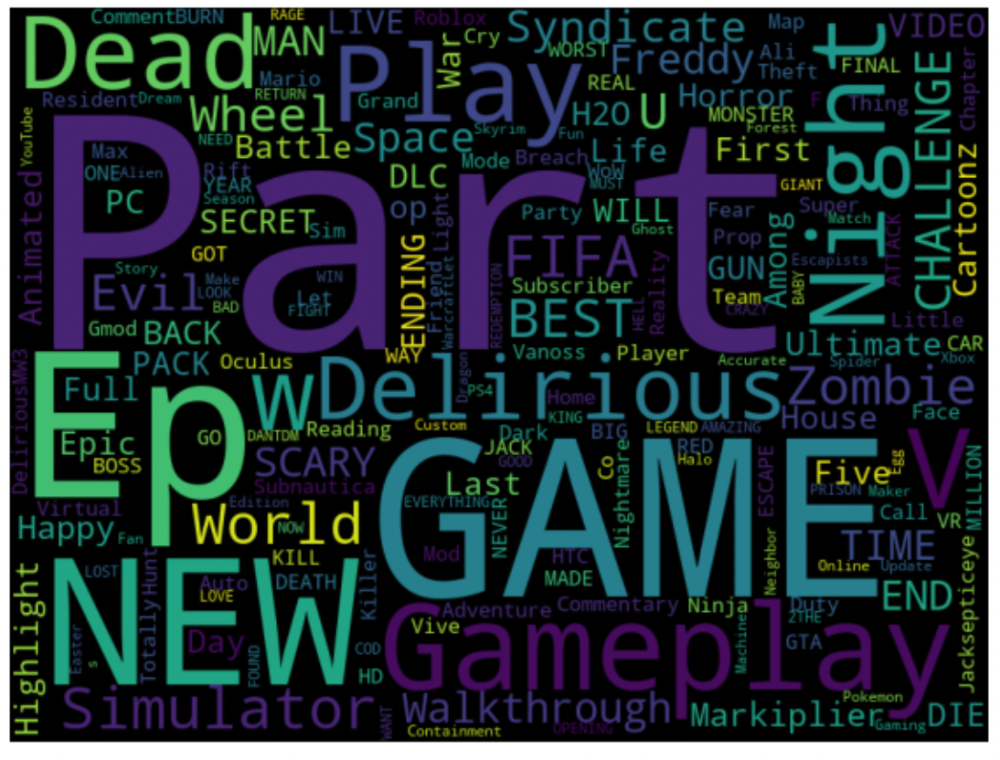 Dead
Comment
BURN
RAGE
MAN
LIVE
Roblox
Syndicate
Map
VIDEO
Mario
Play
Cry
War
WORST
Freddy
Ali
Theft
FINAL
Night
CHALLENGE
Chapter
Resident
Dream
RETURN
Grand
REAL
Horror
F
Thing
YouTube
Wheel
NEED
Battle
Space
Skyrim
H2O
Fun
U
MONSTER
Forest
First
Max
ONE
Alien
Rift
YEAR
Season
DLC
Mode
Breach
Life
WoW
MUST
GIANT
Cartoonz
Animated
PC
SECRET
Sim
op
Light
Party
WILL
Ghost
Fear
Super
Match
Part
GOT
Story
Make
LOOK
BAD
WIN
Let
FIGHT
ENDING
Friend
Warcraft
Let
FIFA
Subscriber
Prop
GUN
Among
Escapists
BABY
ATTACK
Evil
Gmod
BACK
REDEMPTION
BEST
HELL
Reality
Team
CRAZY
Little
PACK
Oculus
WAY
Vanoss
Player
Accurate
Ultimate
Spider
CAR
Xbox
DeliriousMW3
Ep
Full
W
Delirious
Dragon
PS4
Home
KING
Zombie
Epic
BOSS
GO
DANTDM
Reading
Custom
Dark
BIG
LEGEND
AMAZING
House
Face
SCARY
Subnautica
JACK
GOOD
Co
RED
Halo
Five
Egg
V
Virtual
Edition
Last
EVERYTHING
Nightmare
ESCAPE
PRISON
Maker
MILLION
Happy
Fan
World
NOW
GAME
NEVER
Call
VR
KILL
Mod
HTC
MADE
Neighbor
TIME
Online
Update
Highlight
NEW
LOST
Totally
Hunt
Auto
LOVE
DEATH
Killer
Adventure
Commentary
Ninja
Duty
2THE
END
Jacksepticeye
Easter
s
Day
FOUND
COD
HD
Gameplay
Vive
Machine
GTA
Simulator
WANT
Walkthrough
Containment
OPENING
Markiplier
Pokemon
Gaming
DIE